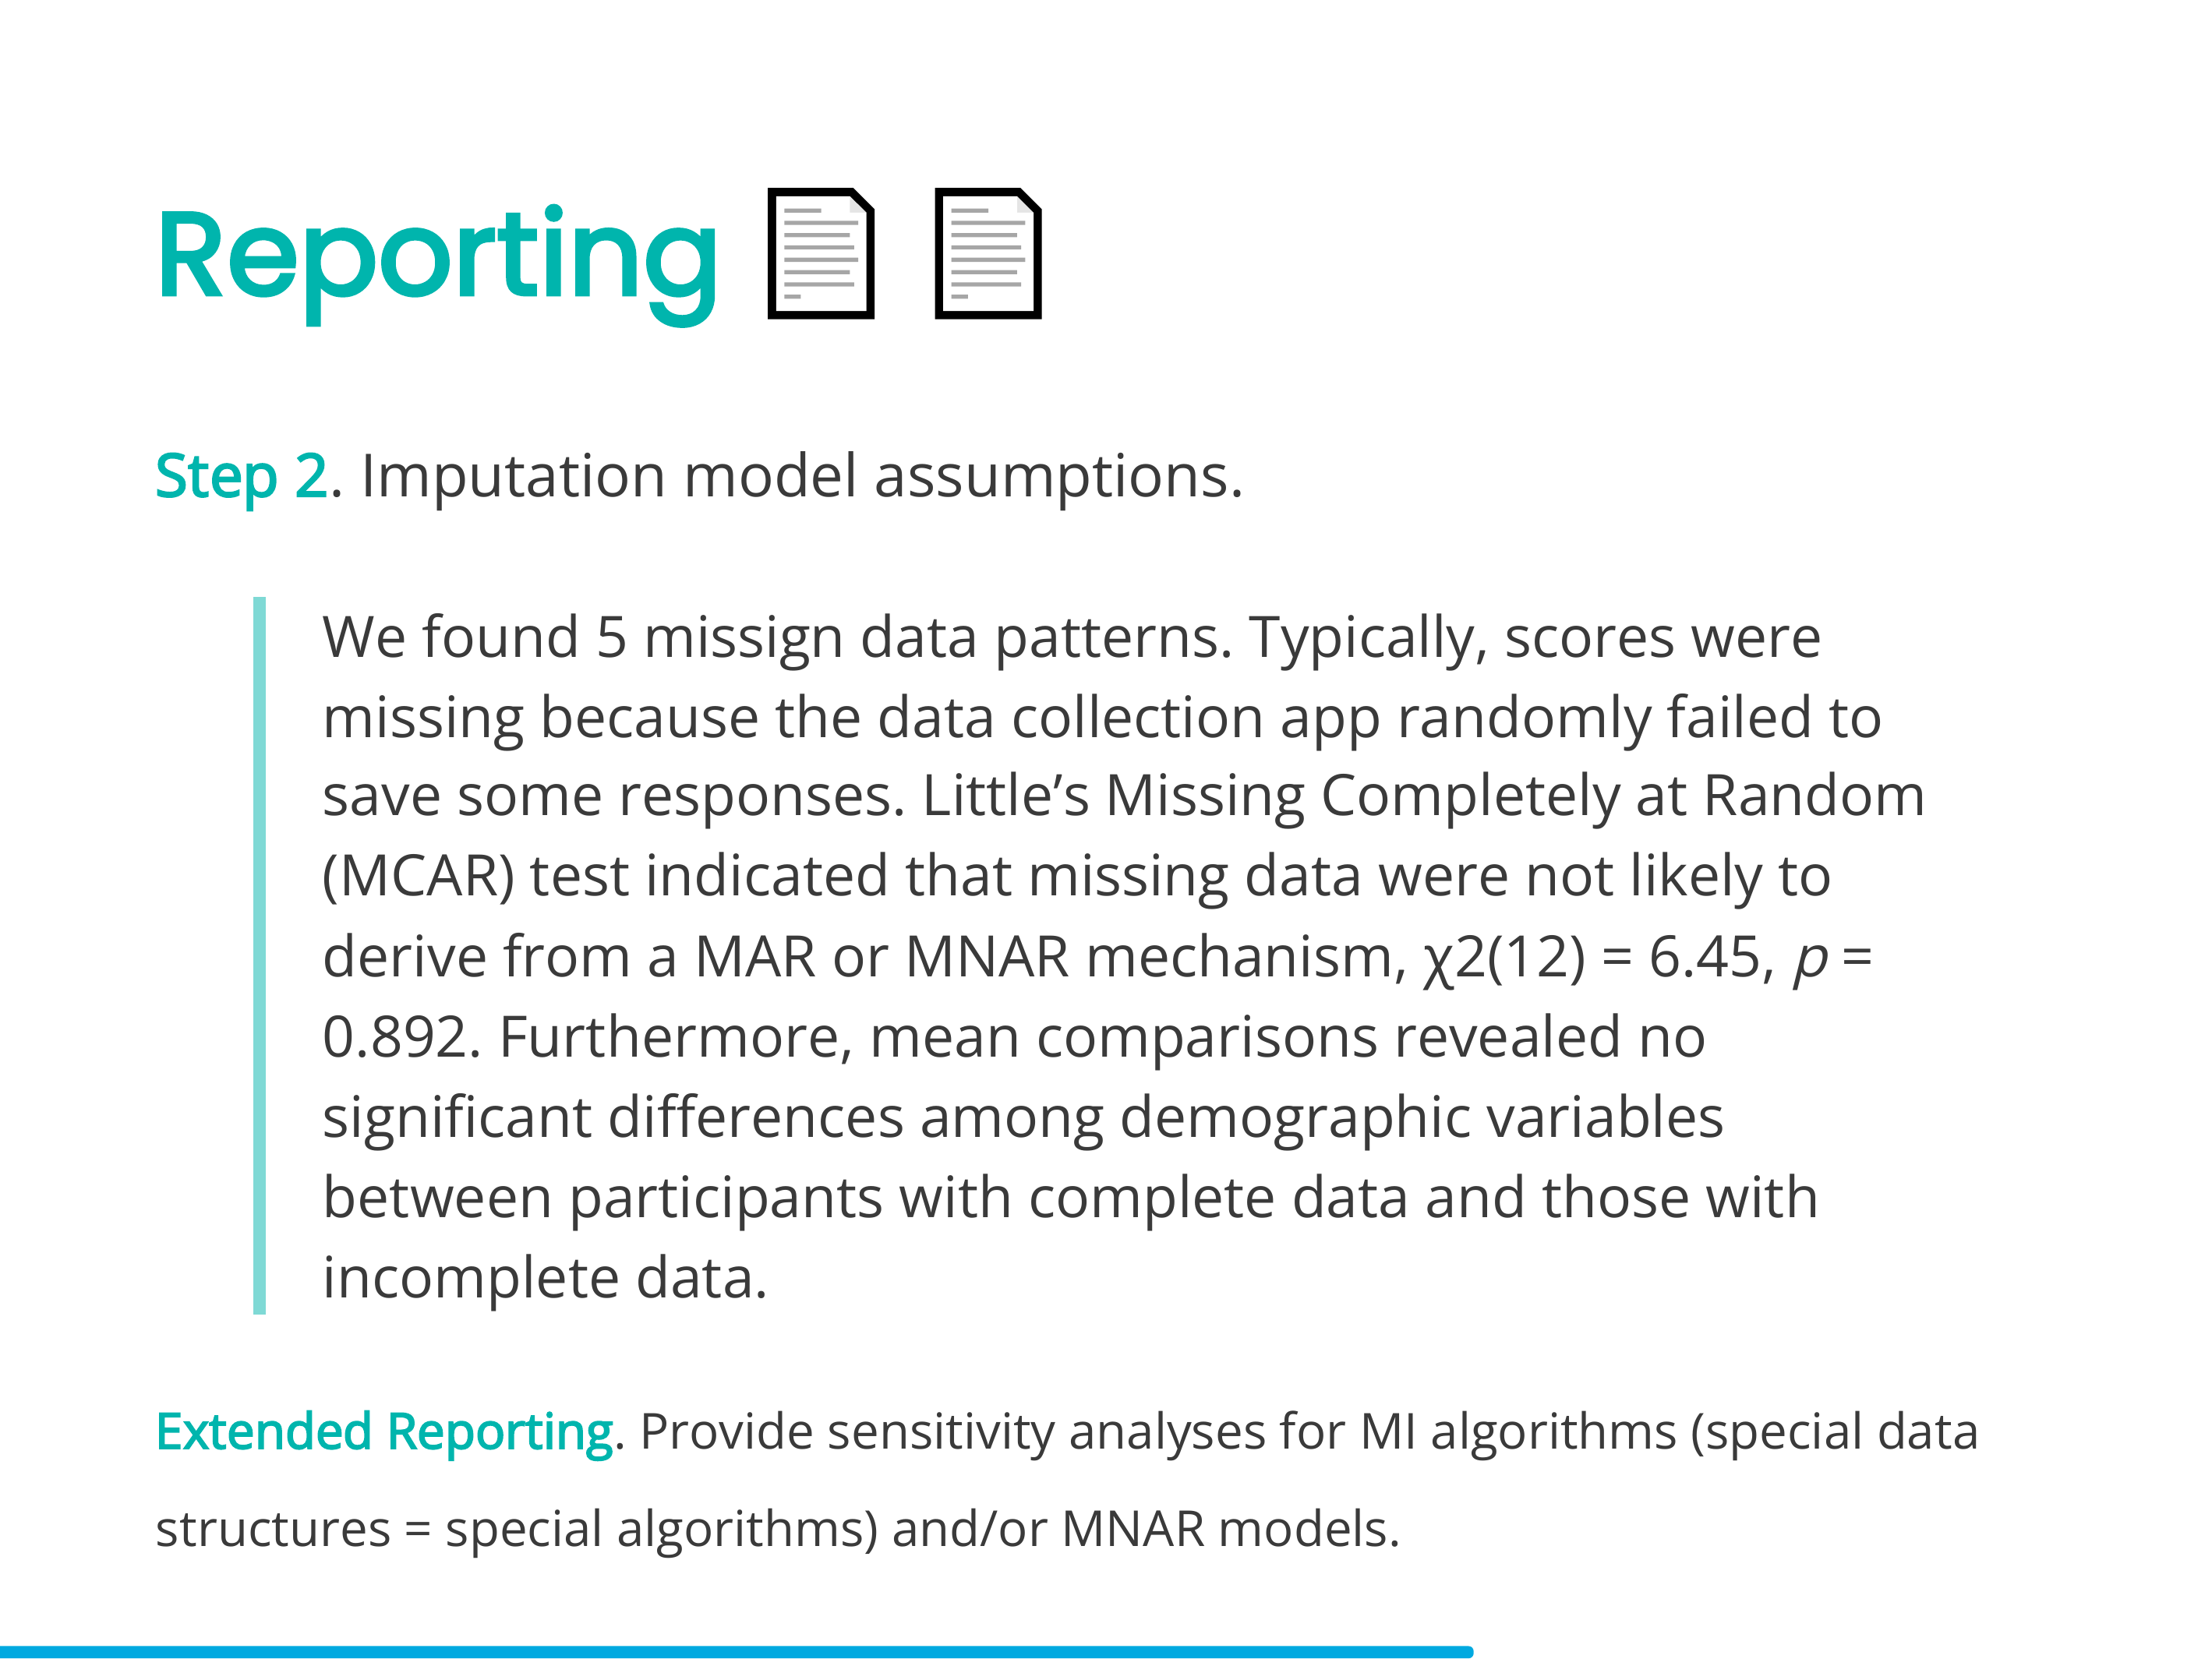 Reporting
Step 2. Imputation model assumptions.
We found 5 missign data patterns. Typically, scores were
missing because the data collection app randomly failed to
save some responses. Little’s Missing Completely at Random
(MCAR) test indicated that missing data were not likely to
derive from a MAR or MNAR mechanism, χ2(12) = 6.45, p =
0.892. Furthermore, mean comparisons revealed no
significant differences among demographic variables
between participants with complete data and those with
incomplete data.
Extended Reporting. Provide sensitivity analyses for MI algorithms (special data
structures = special algorithms) and/or MNAR models.